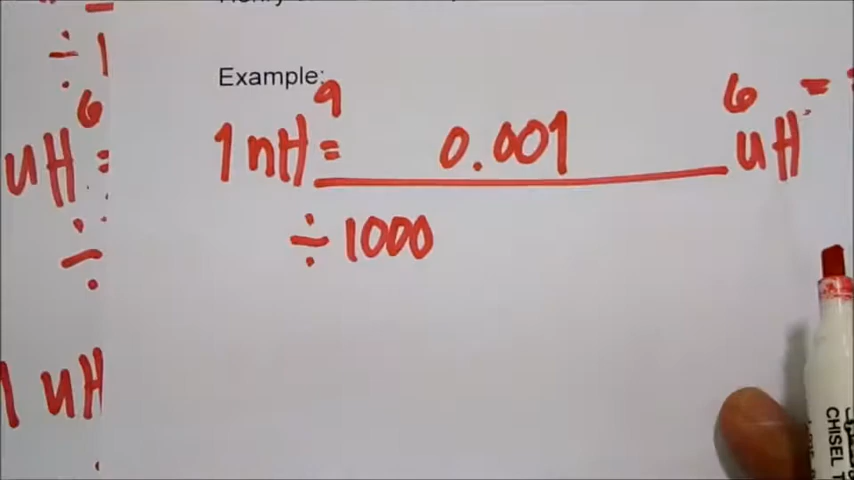 ÷ 1
6
uH =
÷
1 uH
Example:
9 6
1 nH = 0.001 uH =
÷ 1000
CHISEL T